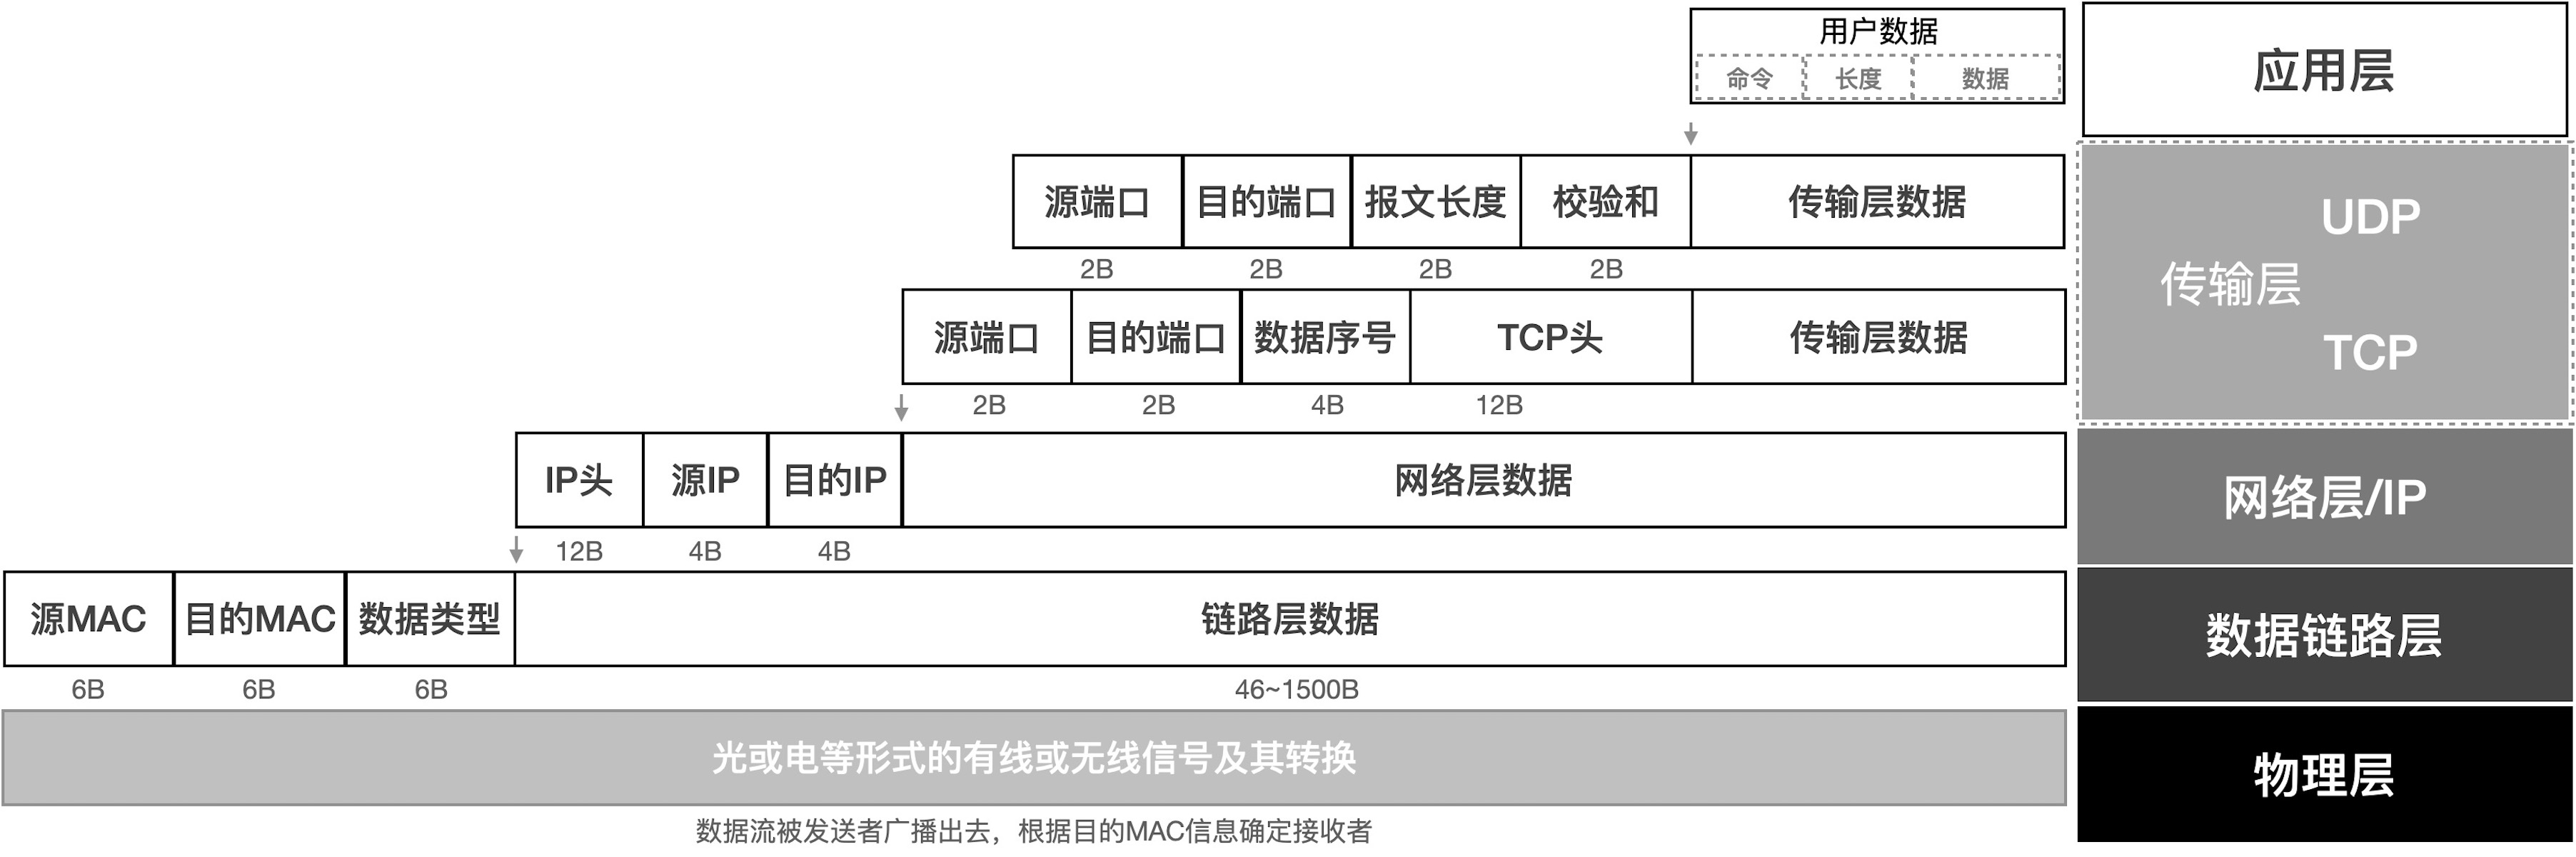 用户数据
命令 长度 数据
应用层
源端口 目的端口 报文长度 校验和 传输层数据
2B 2B 2B 2B
UDP
传输层
TCP
源端口 目的端口 数据序号 TCP头 传输层数据
2B 2B 4B 12B
IP头 源IP 目的IP 网络层数据
12B 4B 4B
网络层/IP
源MAC 目的MAC 数据类型 链路层数据
6B 6B 6B 46~1500B
数据链路层
光或电等形式的有线或无线信号及其转换
物理层
数据流被发送者广播出去，根据目的MAC信息确定接收者